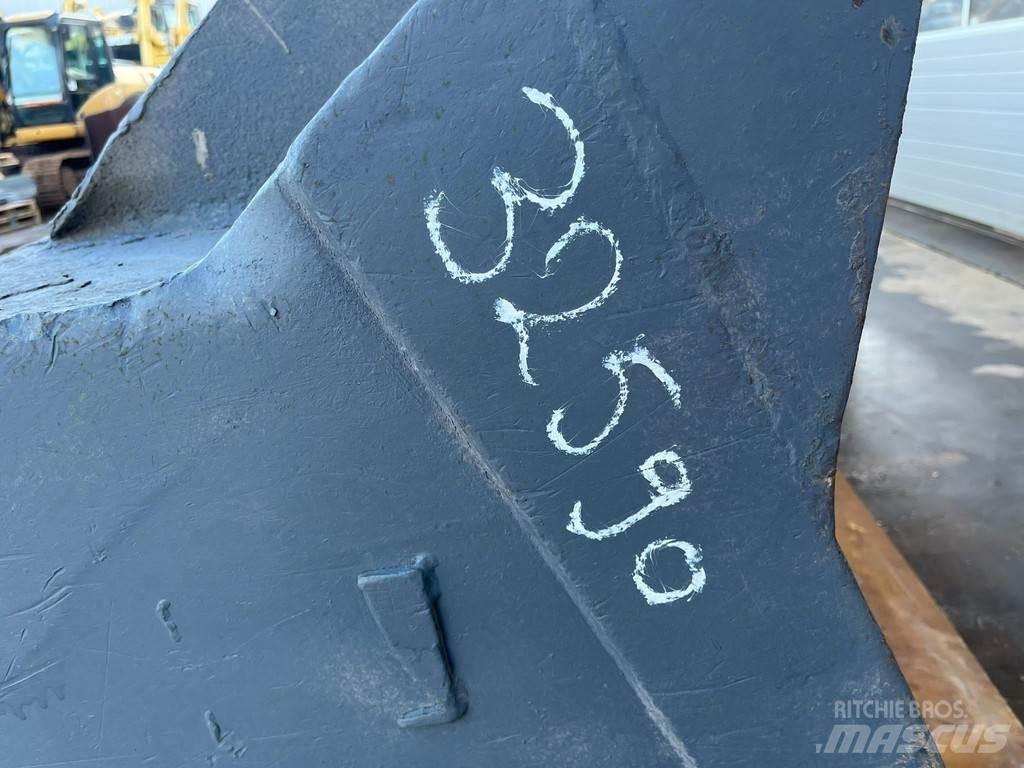 32590
RITCHIE BROS.
MASCUS